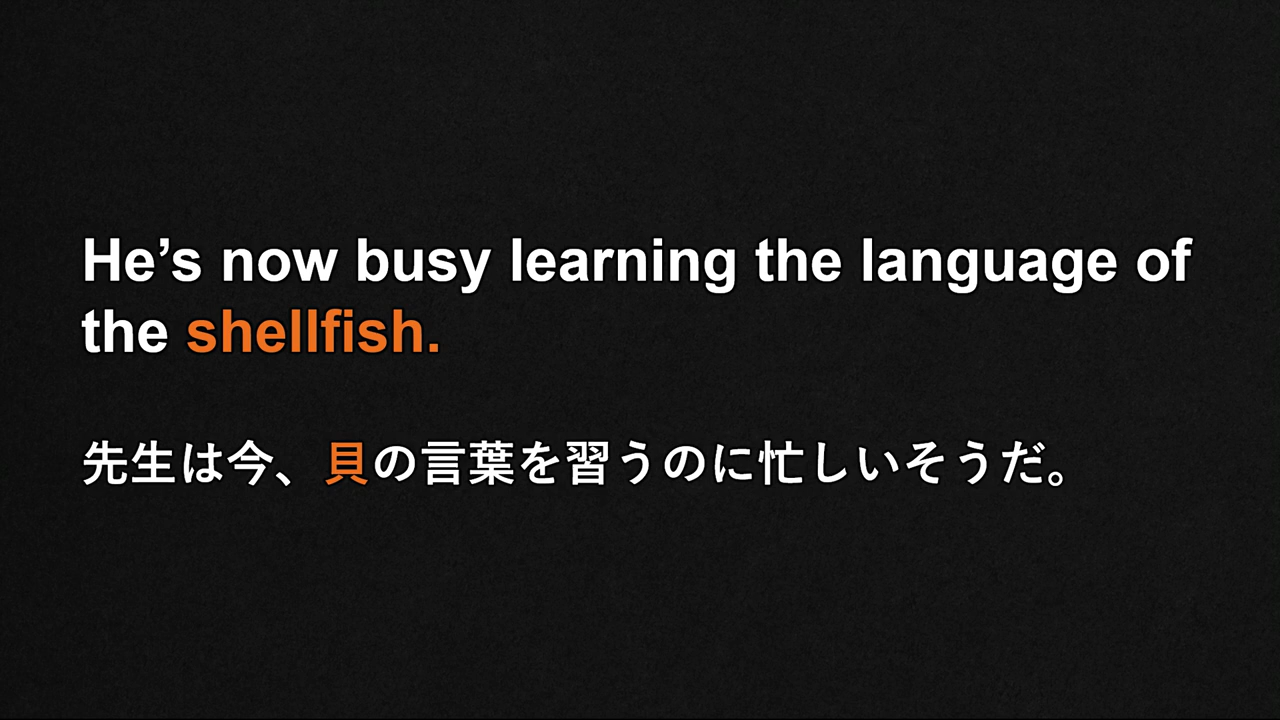 He’s now busy learning the language of
the shellfish.
先生は今、貝の言葉を習うのに忙しいそうだ。